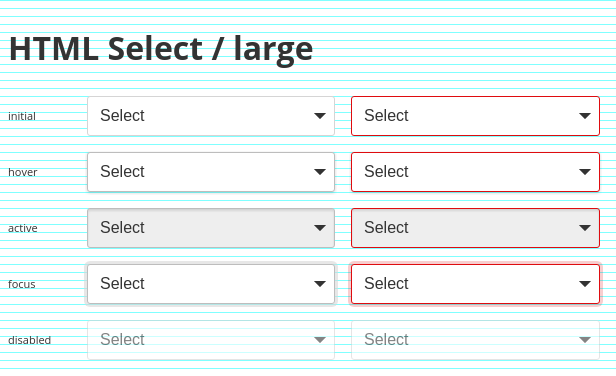 HTML Select / large
initial Select Select
hover Select Select
active Select Select
focus Select Select
disabled Select Select